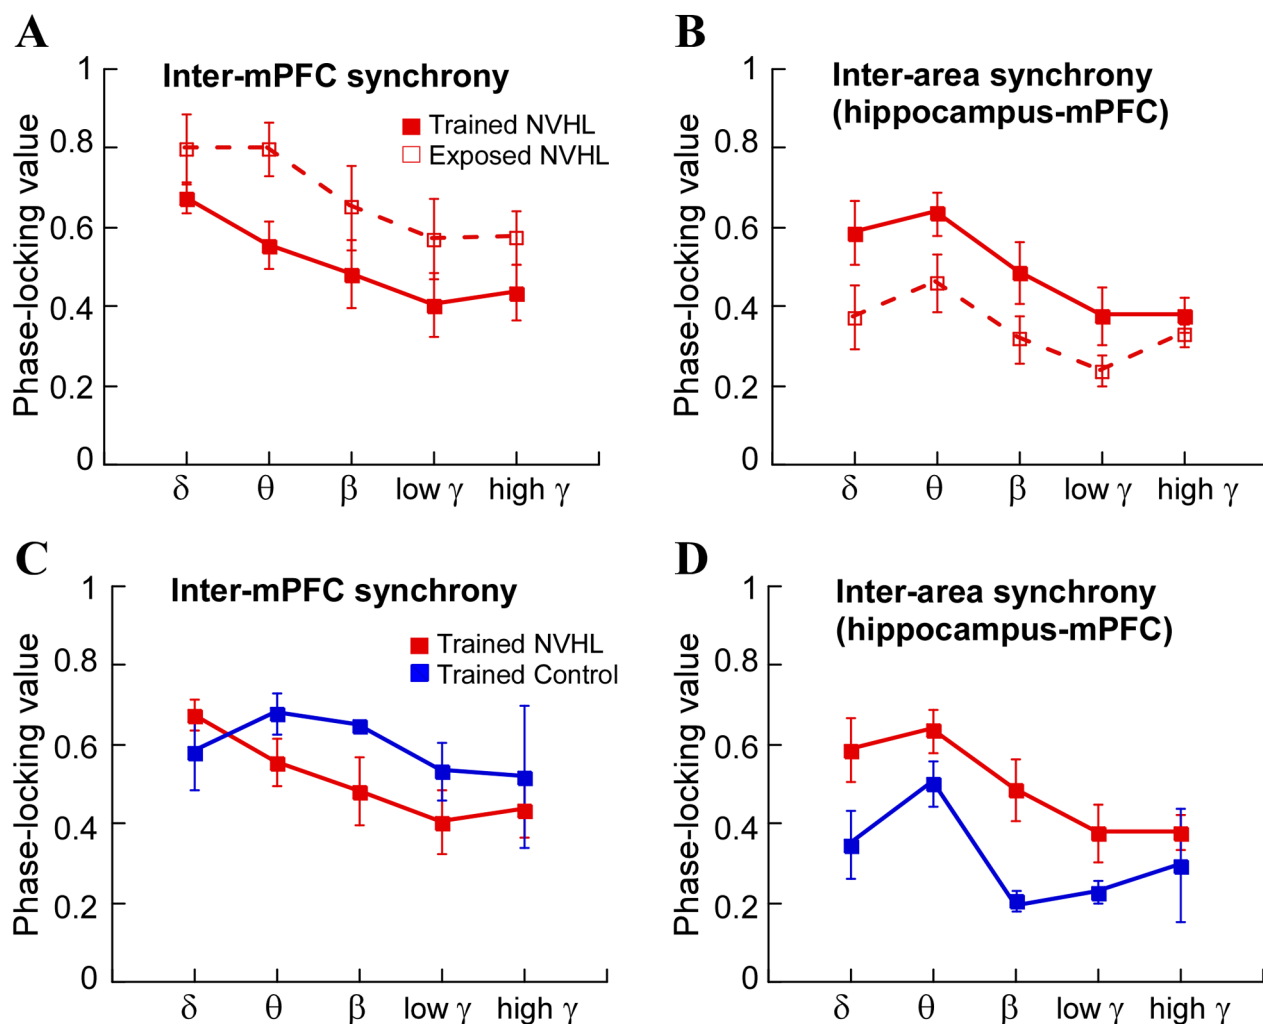 A
Inter-mPFC synchrony
Trained NVHL
Exposed NVHL
Phase-locking value
1
0.8
0.6
0.4
0.2
0
δ θ β low γ high γ
B
Inter-area synchrony
(hippocampus-mPFC)
Phase-locking value
1
0.8
0.6
0.4
0.2
0
δ θ β low γ high γ
C
Inter-mPFC synchrony
Trained NVHL
Trained Control
Phase-locking value
1
0.8
0.6
0.4
0.2
0
δ θ β low γ high γ
D
Inter-area synchrony
(hippocampus-mPFC)
Phase-locking value
1
0.8
0.6
0.4
0.2
0
δ θ β low γ high γ